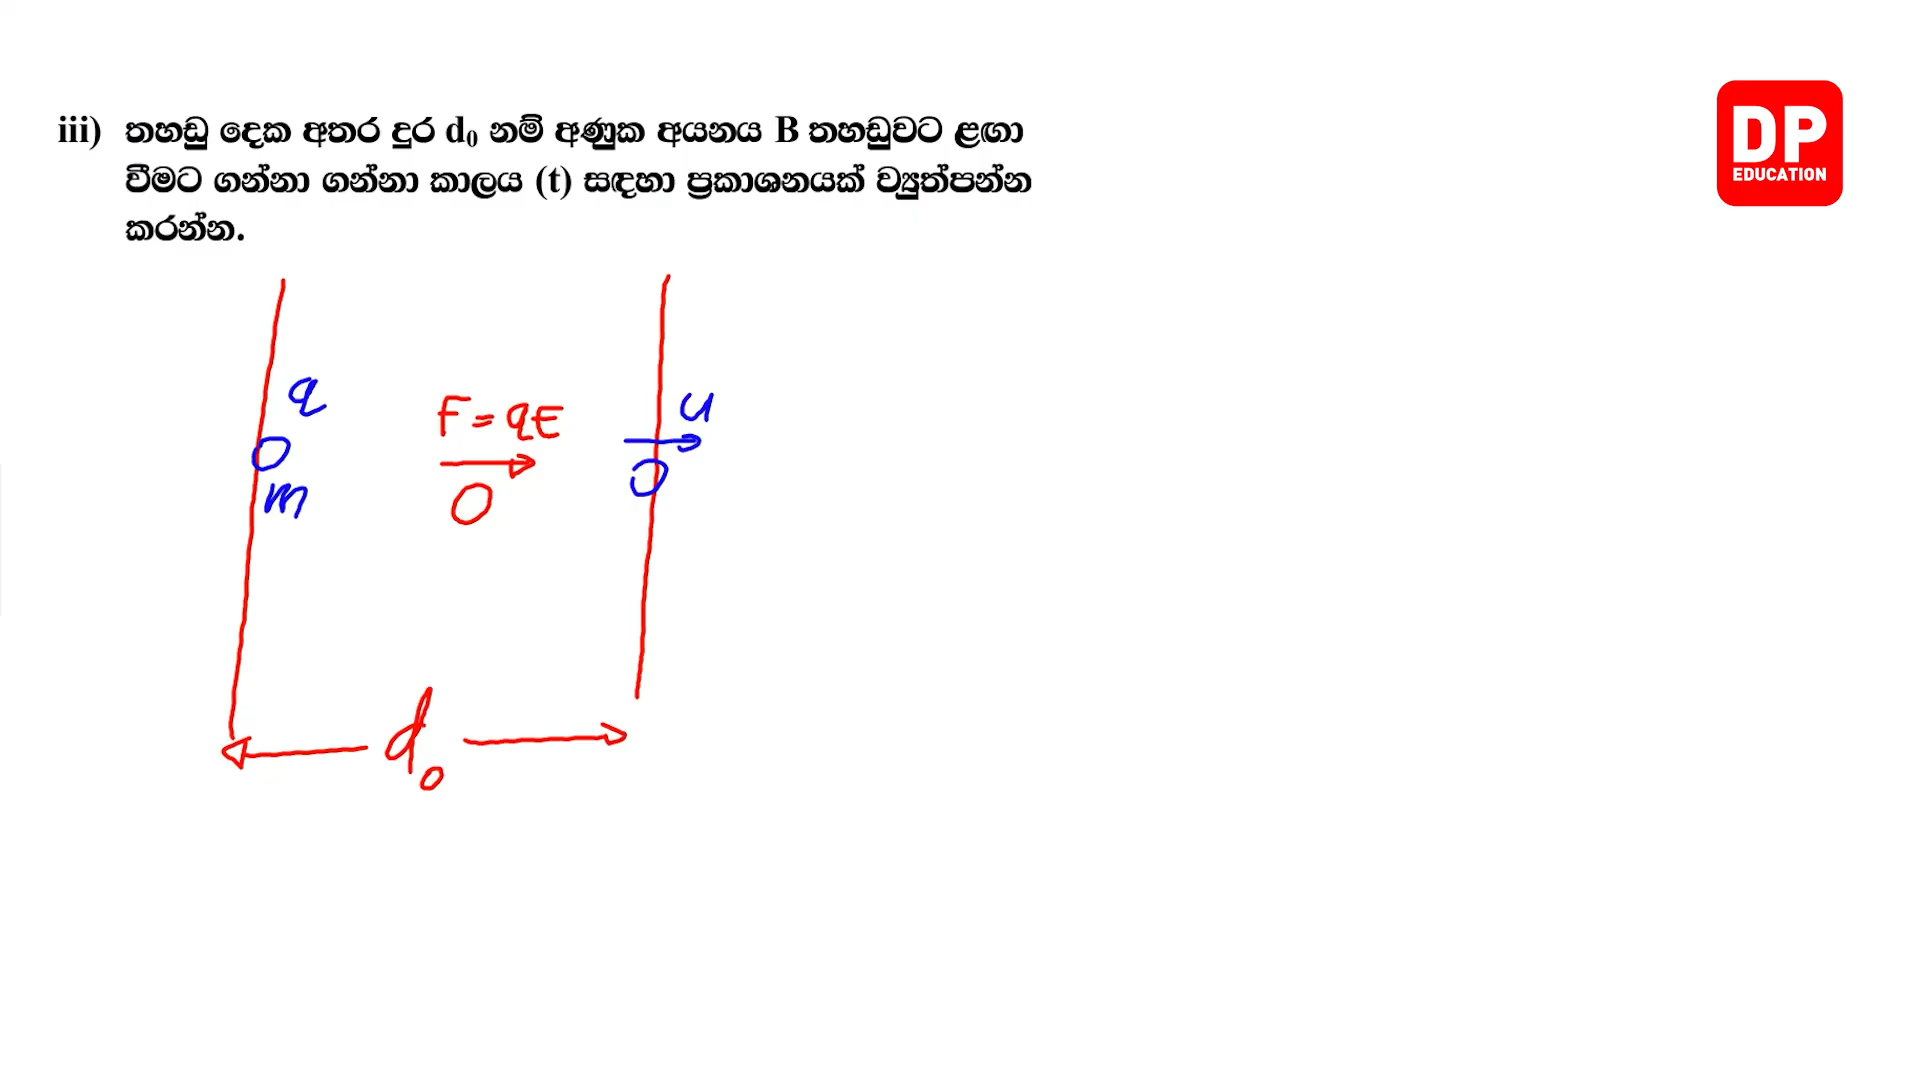 iii) තහඩු දෙක අතර දුර d₀ නම් අණුක අයනය B තහඩුවට ළඟා
වීමට ගන්නා ගන්නා කාලය (t) සඳහා ප්‍රකාශනයක් ව්‍යුත්පන්න
කරන්න.
DP
EDUCATION
q
m
F = qE
u
d₀